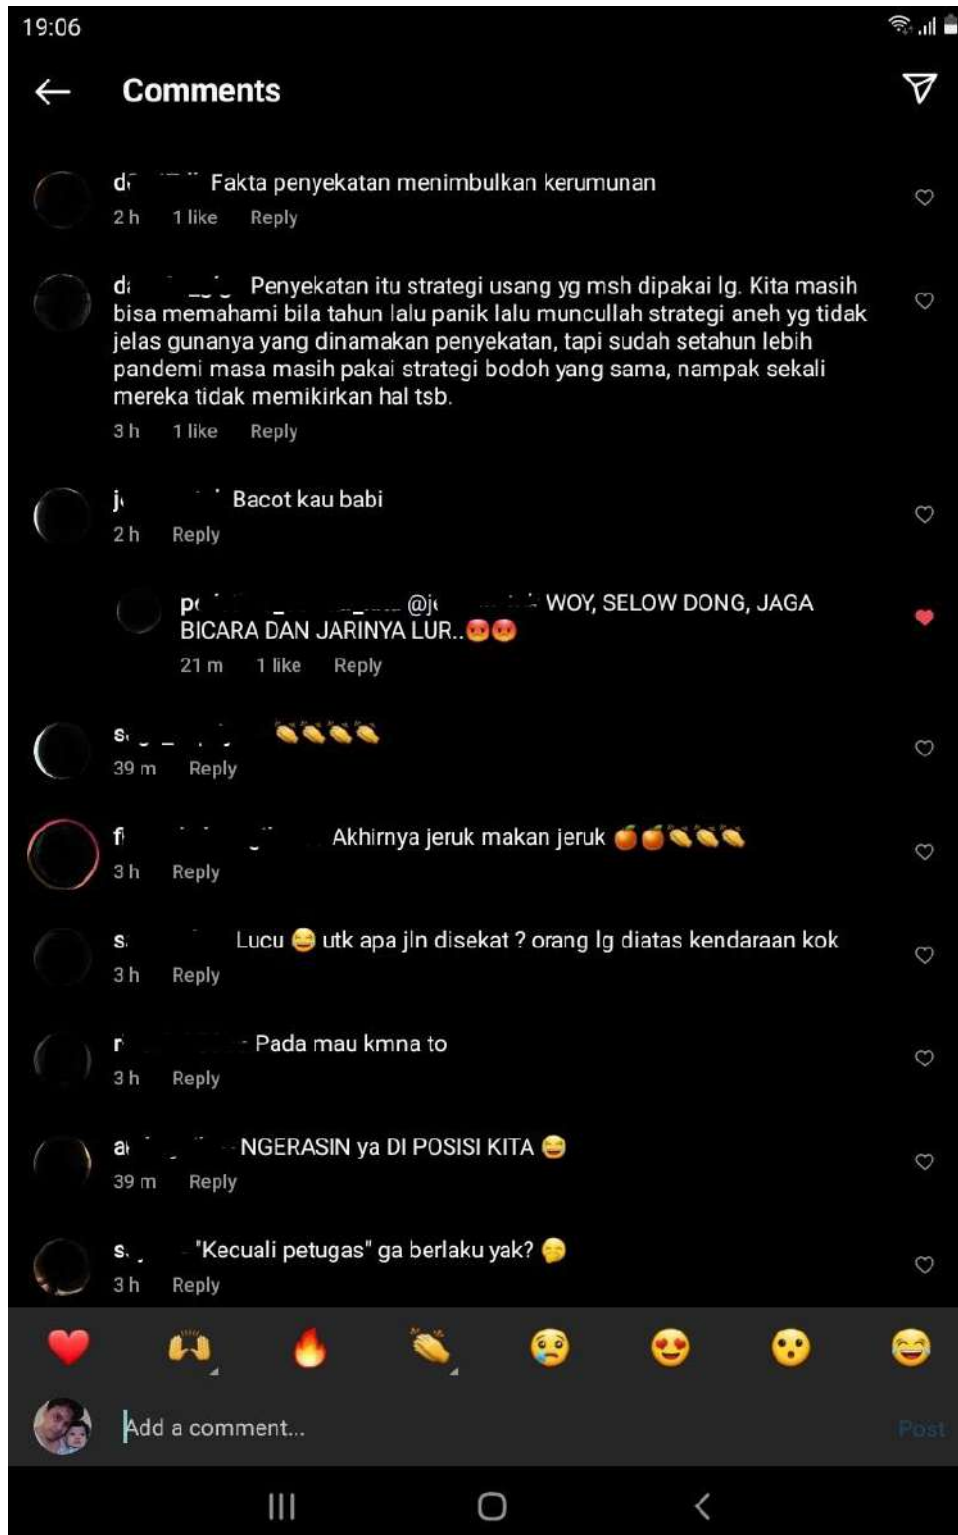 19:06
Comments
Fakta penyekatan menimbulkan kerumunan
2 h 1 like Reply
Penyekatan itu strategi usang yg msh dipakai lg. Kita masih
bisa memahami bila tahun lalu panik lalu muncullah strategi aneh yg tidak
jelas gunanya yang dinamakan penyekatan, tapi sudah setahun lebih
pandemi masa masih pakai strategi bodoh yang sama, nampak sekali
mereka tidak memikirkan hal tsb.
3 h 1 like Reply
Bacot kau babi
2 h Reply
WOY, SELOW DONG, JAGA
BICARA DAN JARINYA LUR..😡😡
21 m 1 like Reply
👏👏👏👏
39 m Reply
Akhirnya jeruk makan jeruk 🍊🍊👏👏👏
3 h Reply
Lucu 😂 utk apa jln disekat ? orang lg diatas kendaraan kok
3 h Reply
Pada mau kmna to
3 h Reply
NGERASIN ya DI POSISI KITA 😂
39 m Reply
"Kecuali petugas" ga berlaku yak? 🤭
3 h Reply
Add a comment...
Post